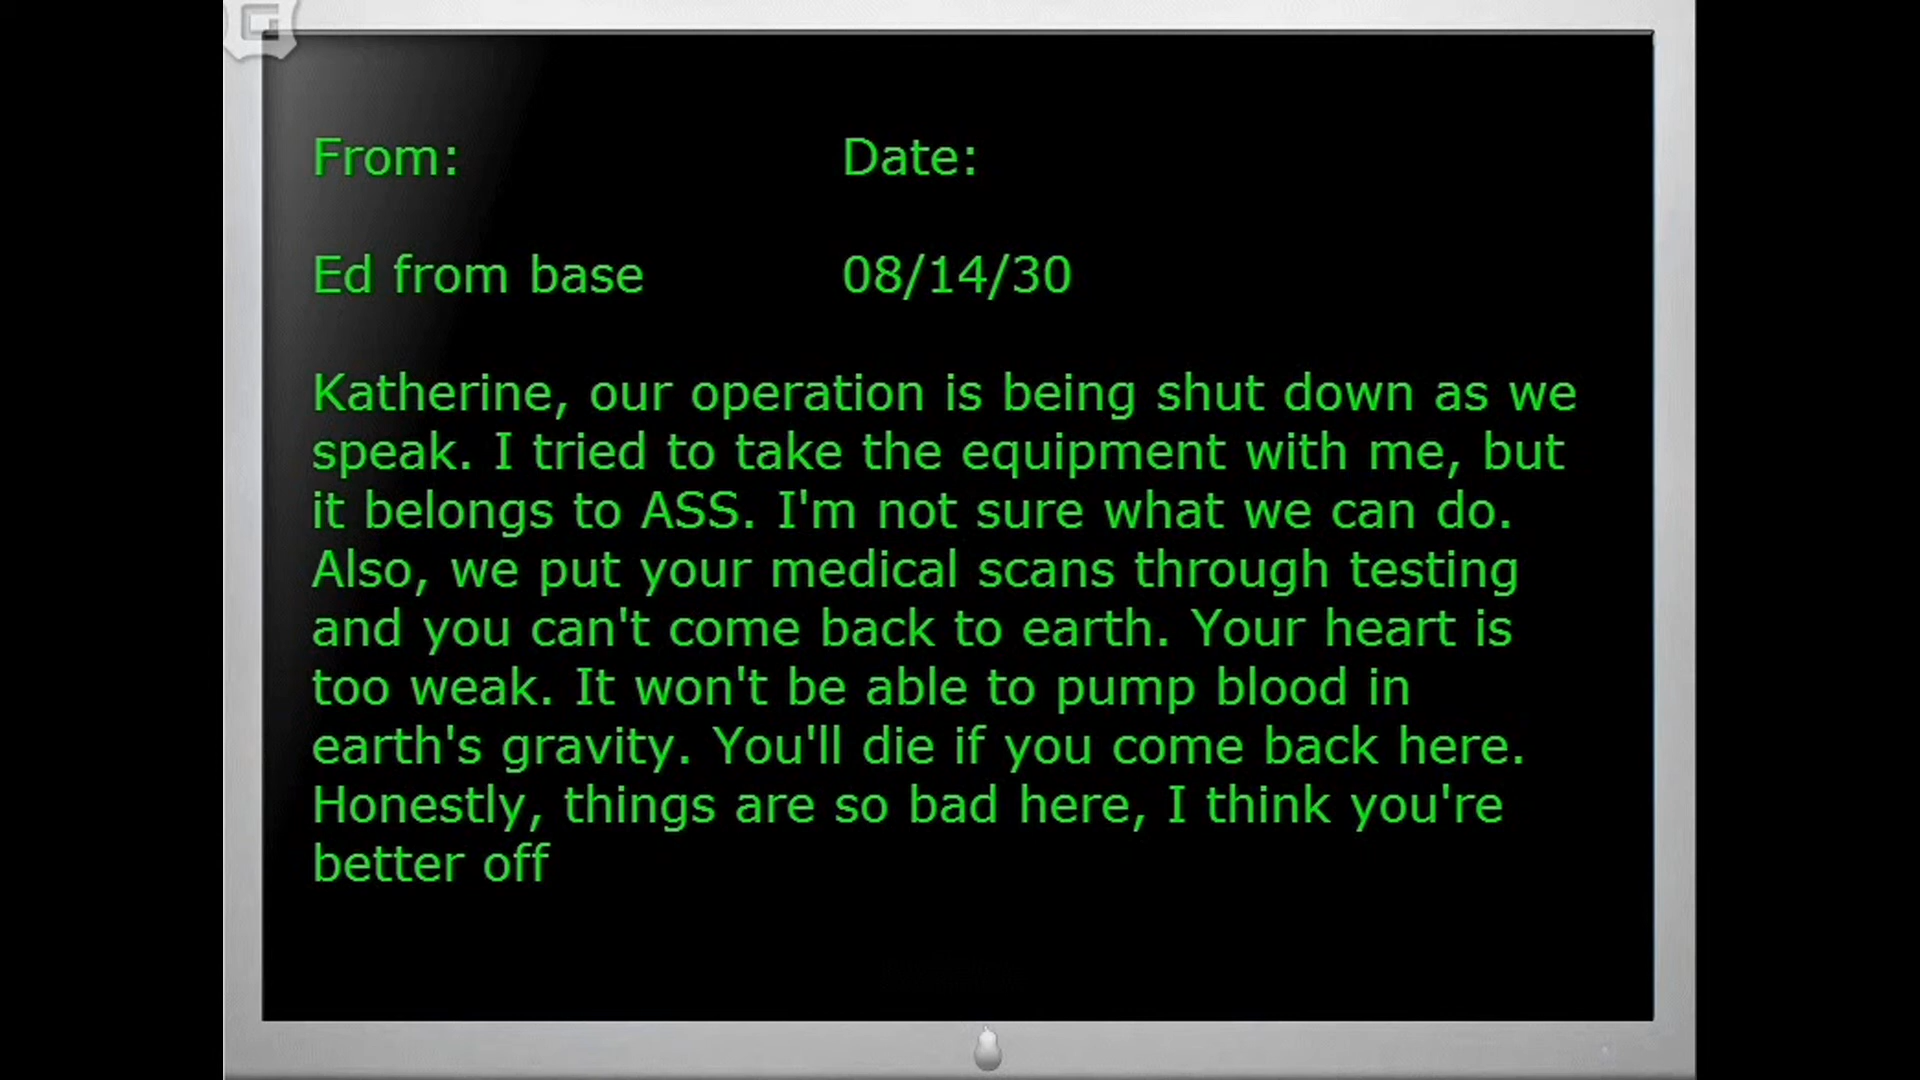 From: Date:
Ed from base 08/14/30
Katherine, our operation is being shut down as we
speak. I tried to take the equipment with me, but
it belongs to ASS. I'm not sure what we can do.
Also, we put your medical scans through testing
and you can't come back to earth. Your heart is
too weak. It won't be able to pump blood in
earth's gravity. You'll die if you come back here.
Honestly, things are so bad here, I think you're
better off